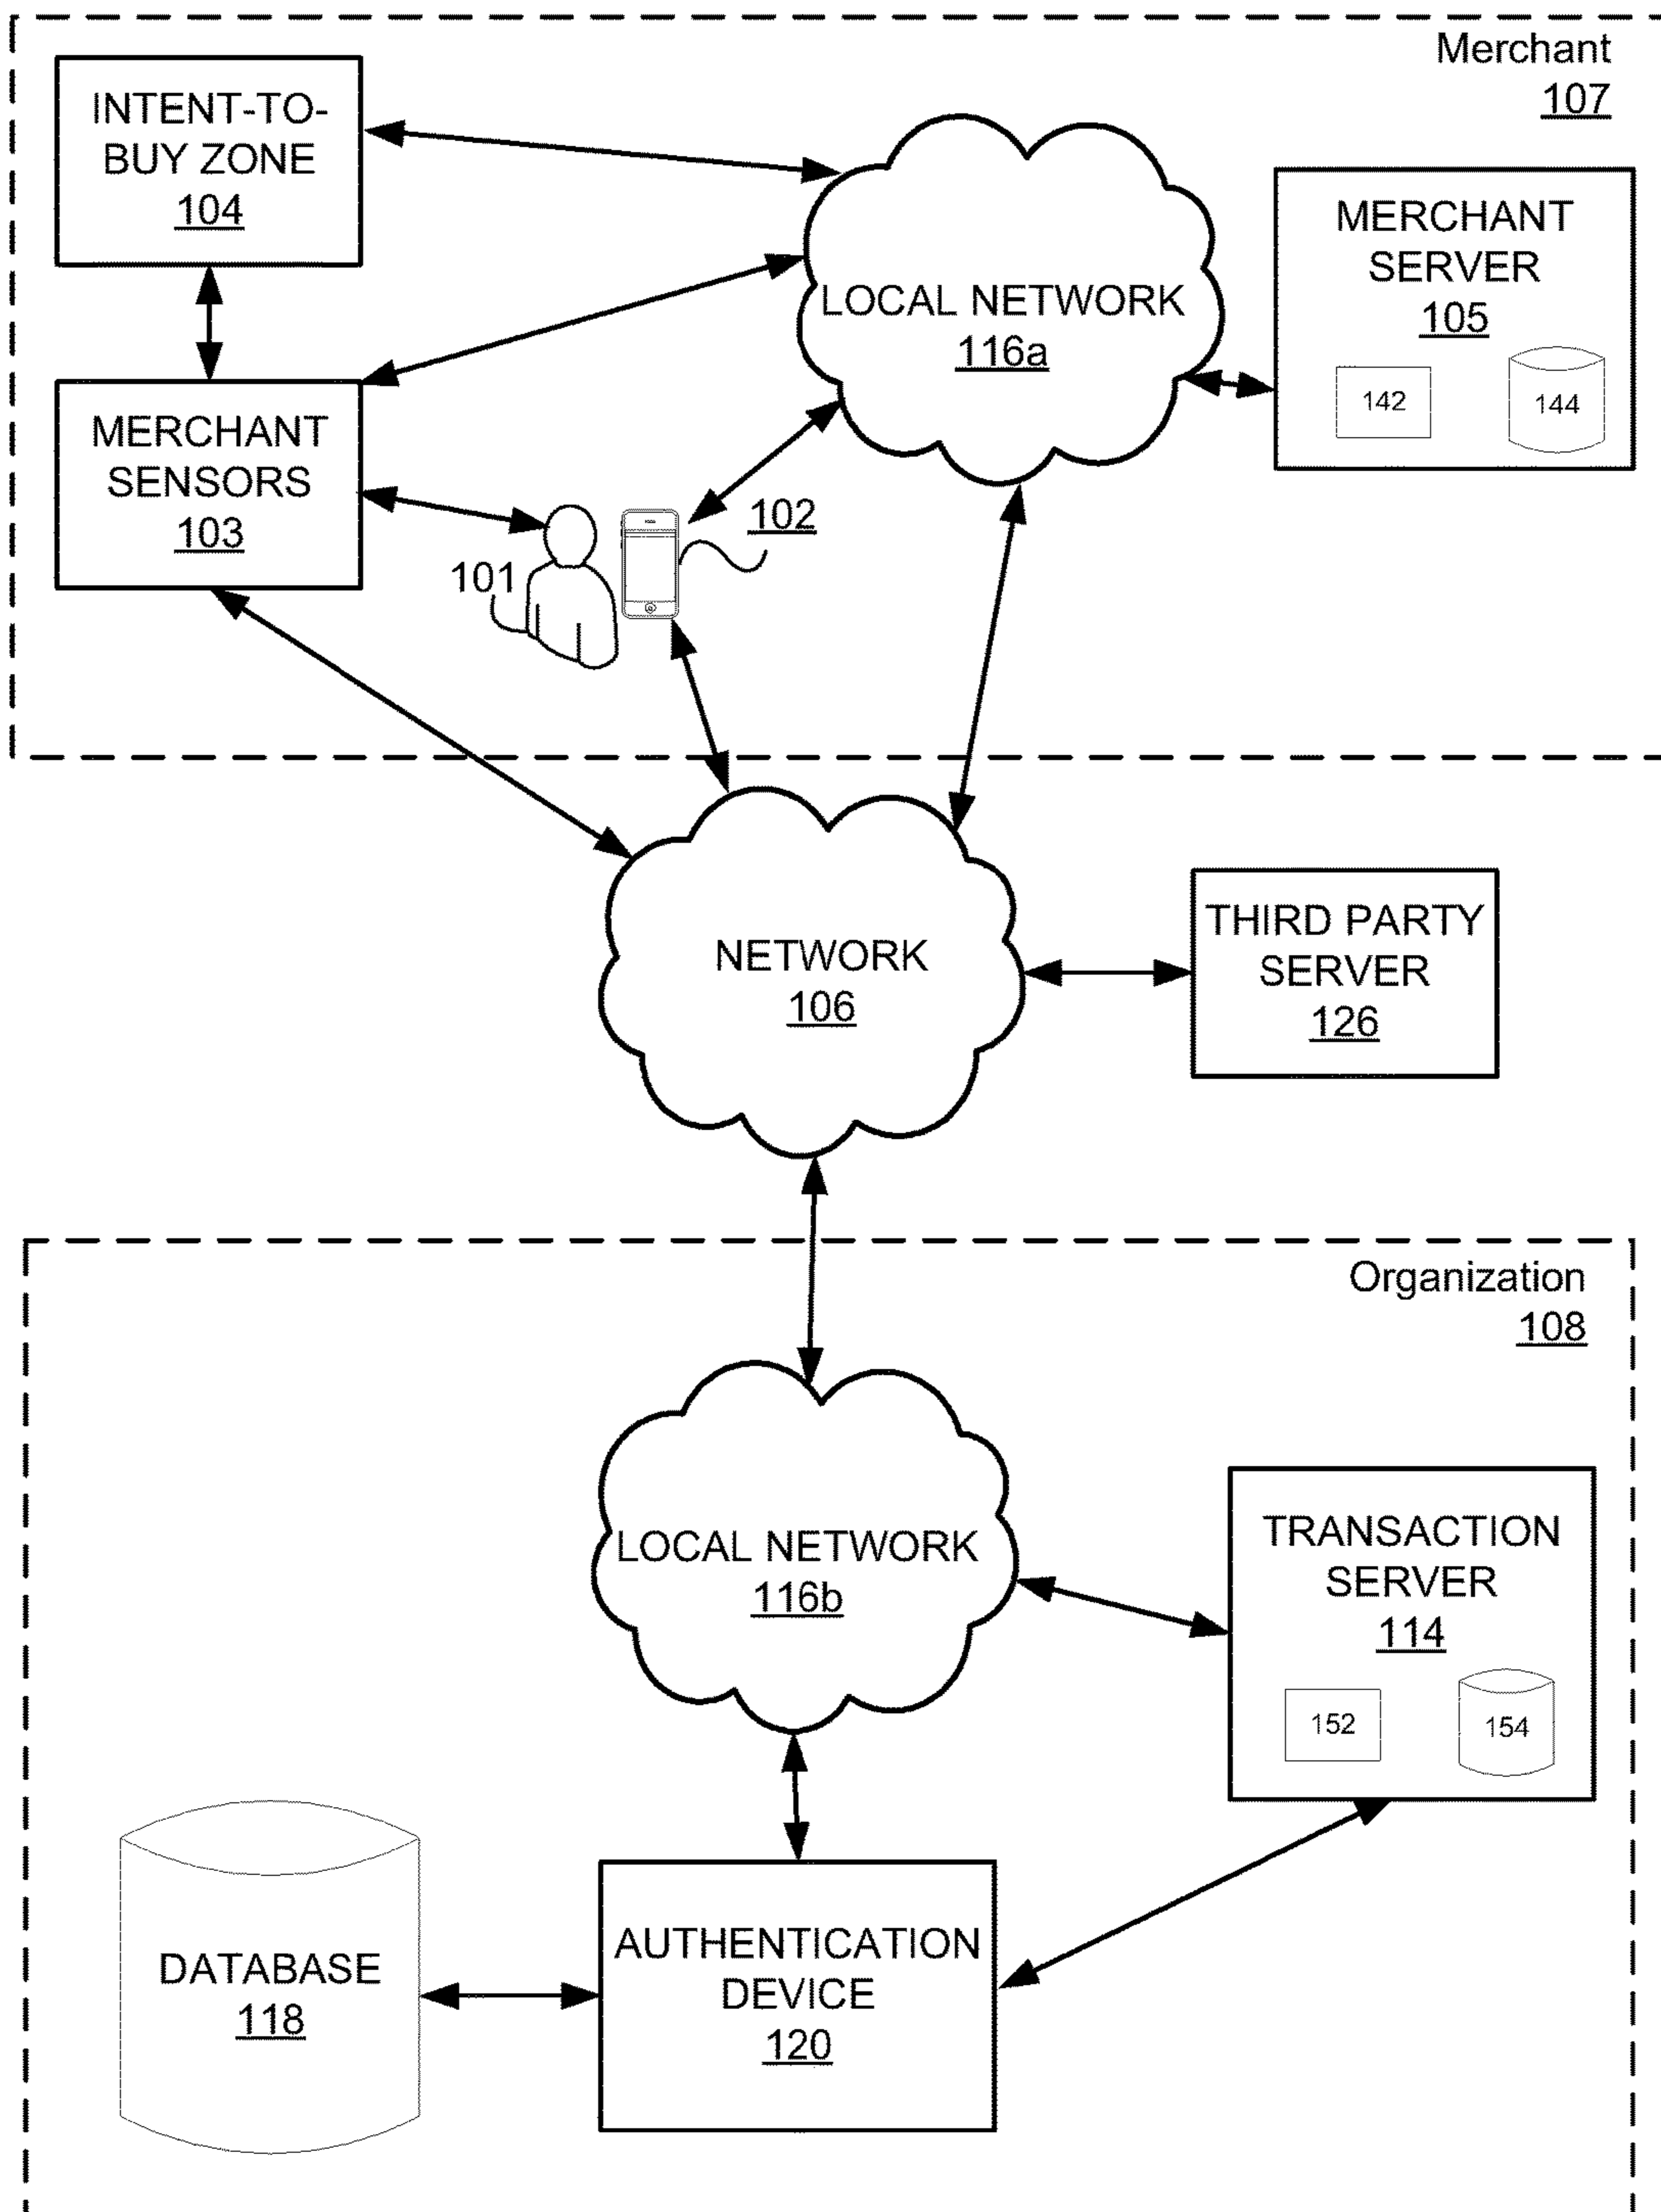 Merchant
107
INTENT-TO-
BUY ZONE
104
MERCHANT
SERVER
105
142
144
LOCAL NETWORK
116a
MERCHANT
SENSORS
103
102
101
NETWORK
106
THIRD PARTY
SERVER
126
Organization
108
LOCAL NETWORK
116b
TRANSACTION
SERVER
114
152
154
DATABASE
118
AUTHENTICATION
DEVICE
120